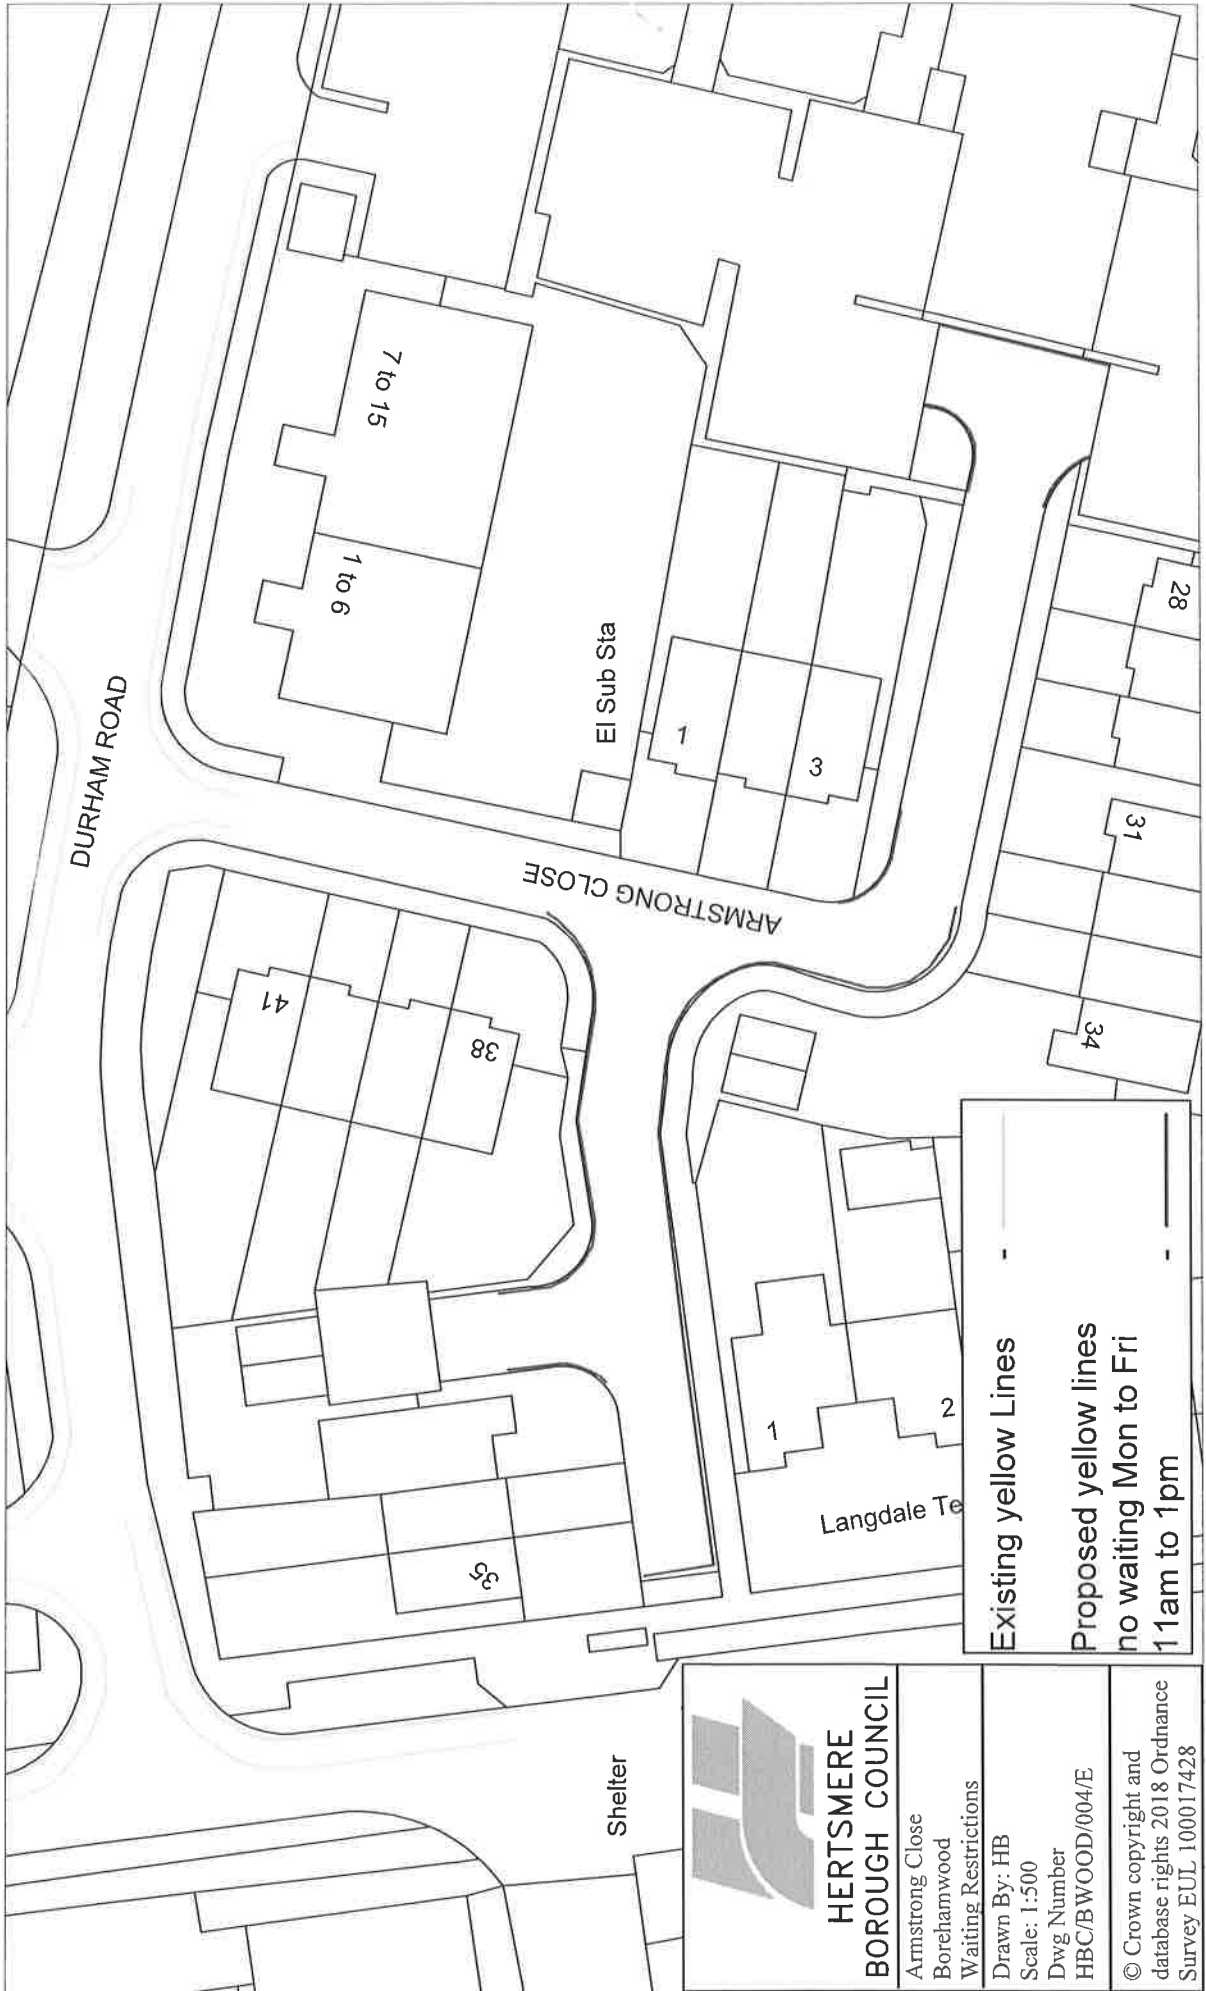 DURHAM ROAD
7 to 15
1 to 6
El Sub Sta
1
3
ARMSTRONG CLOSE
41
38
28
31
34
35
1
2
Langdale Te
Shelter
Existing yellow Lines -
Proposed yellow lines
no waiting Mon to Fri
11am to 1pm -
HERTSMERE
BOROUGH COUNCIL
Armstrong Close
Borehamwood
Waiting Restrictions
Drawn By: HB
Scale: 1:500
Dwg Number
HBC/BWOOD/004/E
© Crown copyright and
database rights 2018 Ordnance
Survey EUL 100017428